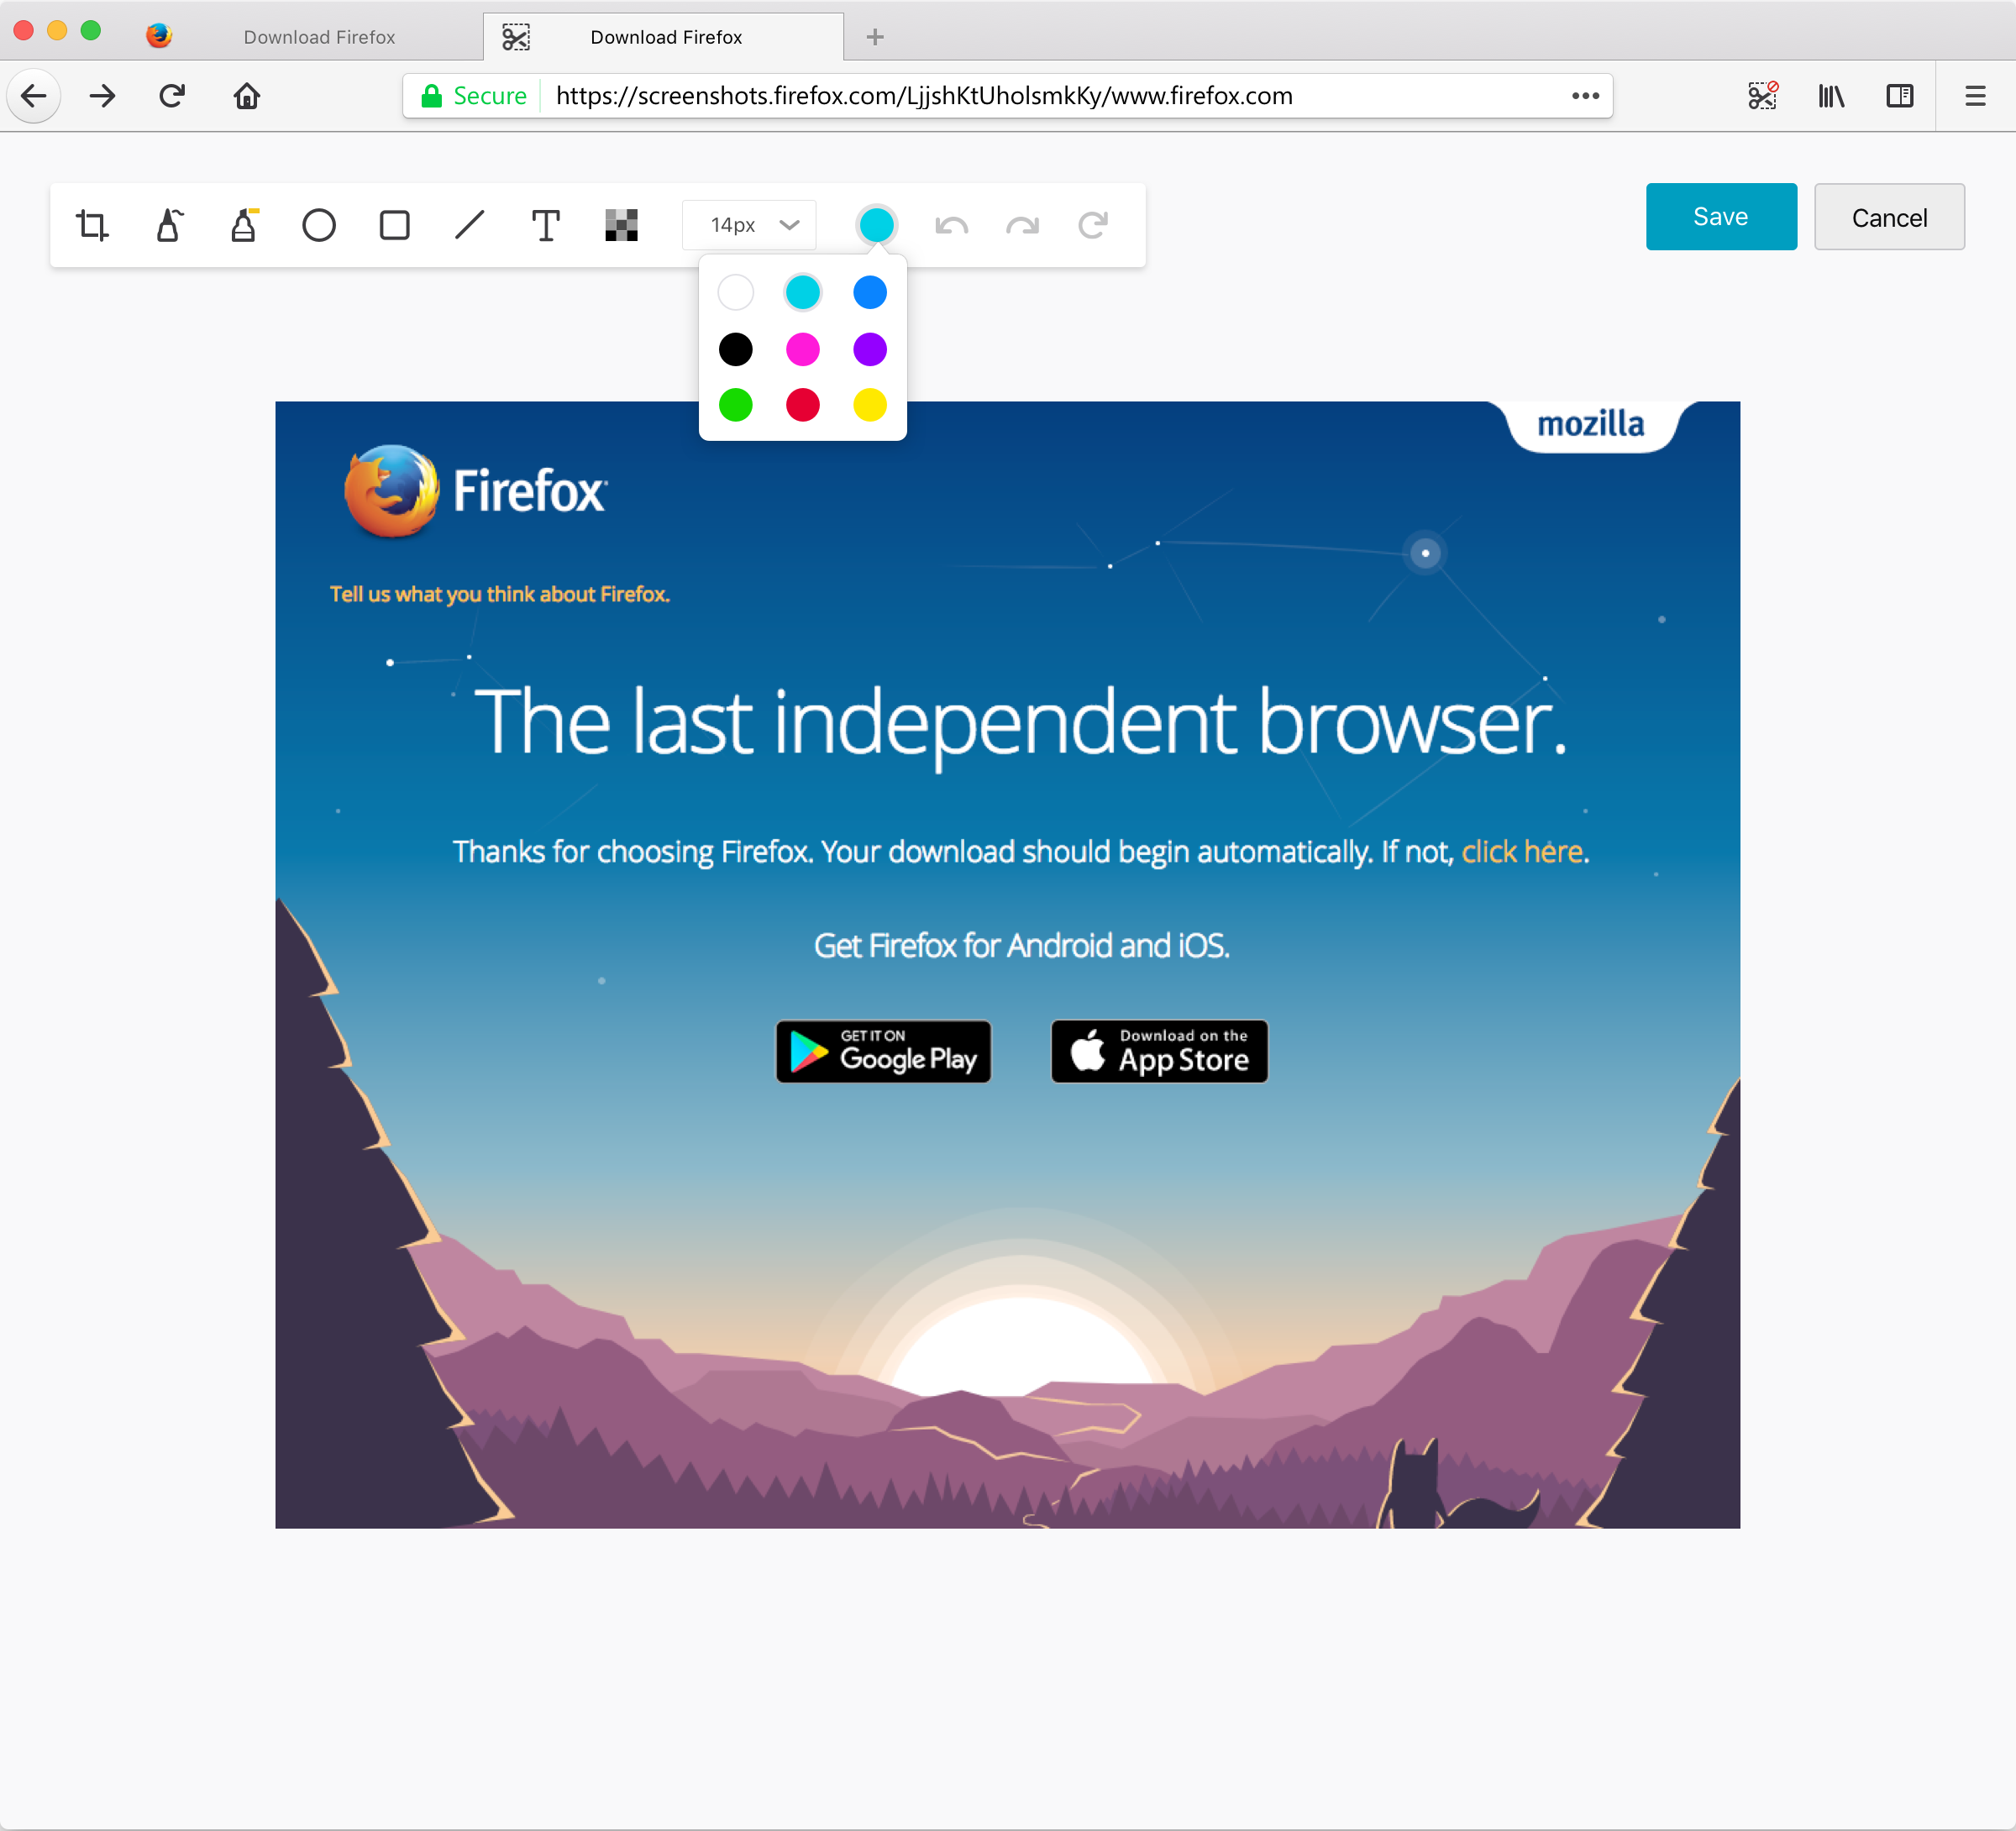 Download Firefox
Download Firefox
Secure
https://screenshots.firefox.com/LjjshKtUholsmkKy/www.firefox.com
T
14px
Save
Cancel
mozilla
Firefox
Tell us what you think about Firefox.
The last independent browser.
Thanks for choosing Firefox. Your download should begin automatically. If not, click here.
Get Firefox for Android and iOS.
GET IT ON
Google Play
Download on the
App Store